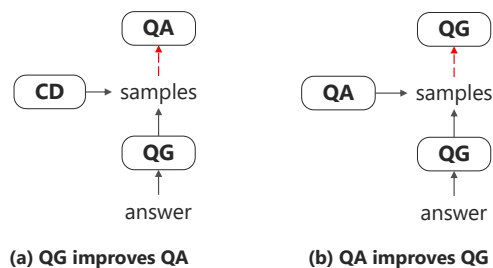 QA
CD
samples
QG
answer
(a) QG improves QA
QG
QA
samples
QG
answer
(b) QA improves QG